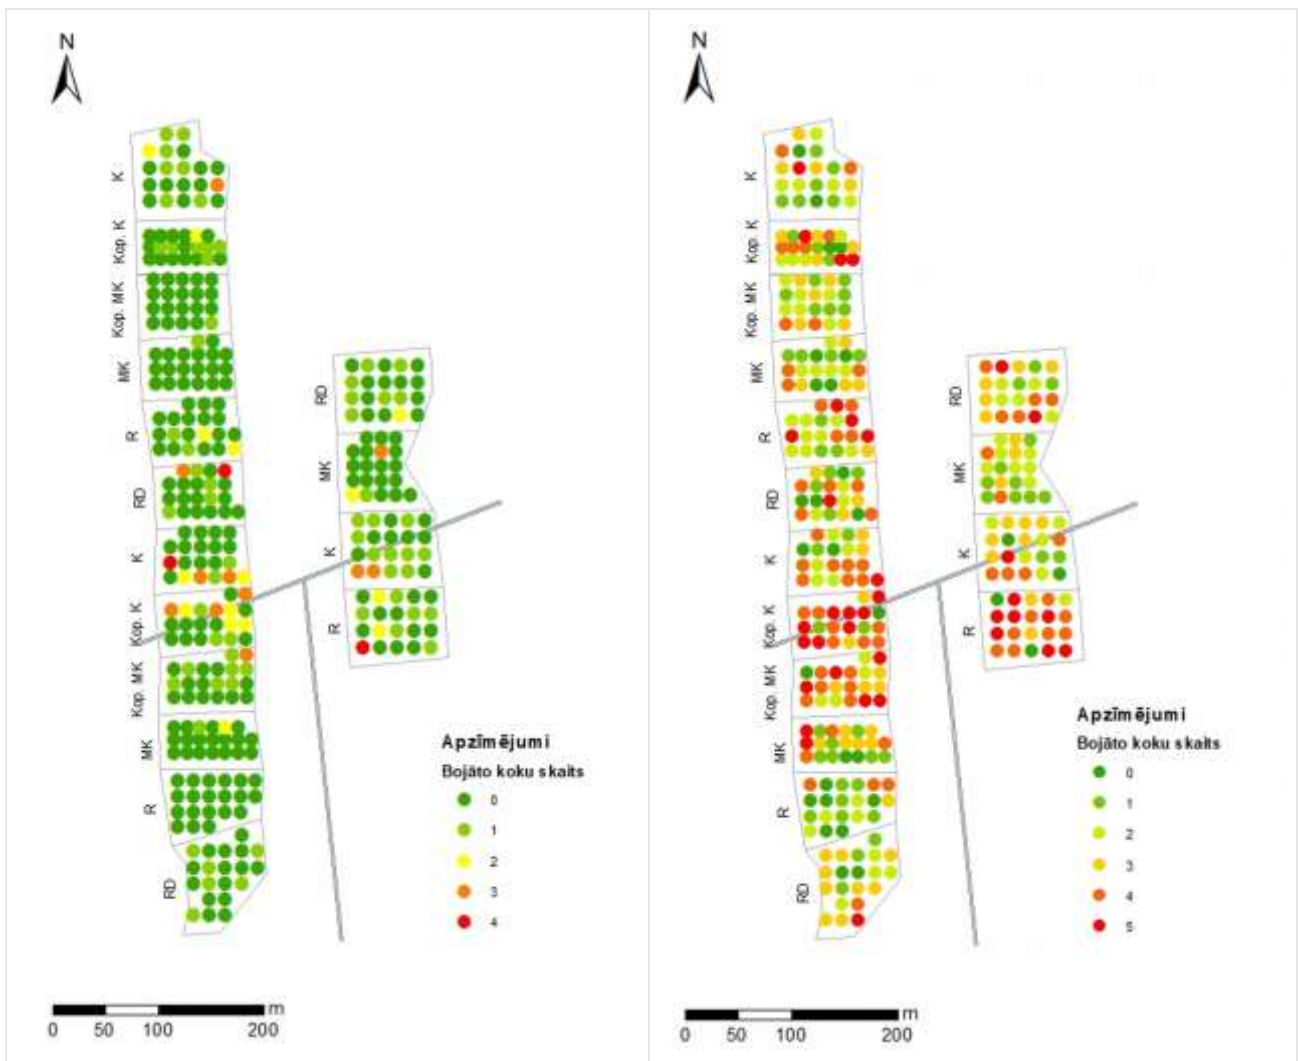 N
K
Kop. K
Kop. MK
MK
R
RD
K
Kop. K
Kop. MK
MK
R
RD
RD
MK
K
R
Apzīmējumi
Bojāto koku skaits
0
1
2
3
4
m
0 50 100 200
N
K
Kop. K
Kop. MK
MK
R
RD
K
Kop. K
Kop. MK
MK
R
RD
RD
MK
K
R
Apzīmējumi
Bojāto koku skaits
0
1
2
3
4
5
m
0 50 100 200